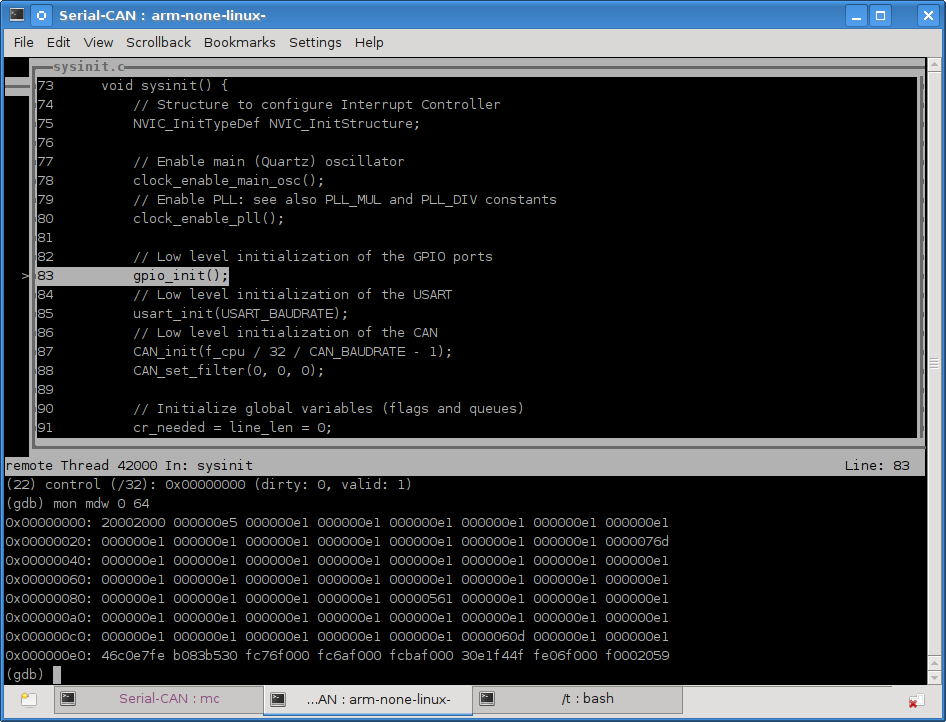 Serial-CAN : arm-none-linux-
File Edit View Scrollback Bookmarks Settings Help
sysinit.c
73 void sysinit() {
74 // Structure to configure Interrupt Controller
75 NVIC_InitTypeDef NVIC_InitStructure;
76
77 // Enable main (Quartz) oscillator
78 clock_enable_main_osc();
79 // Enable PLL: see also PLL_MUL and PLL_DIV constants
80 clock_enable_pll();
81
82 // Low level initialization of the GPIO ports
>83 gpio_init();
84 // Low level initialization of the USART
85 usart_init(USART_BAUDRATE);
86 // Low level initialization of the CAN
87 CAN_init(f_cpu / 32 / CAN_BAUDRATE - 1);
88 CAN_set_filter(0, 0, 0);
89
90 // Initialize global variables (flags and queues)
91 cr_needed = line_len = 0;
remote Thread 42000 In: sysinit Line: 83
(22) control (/32): 0x00000000 (dirty: 0, valid: 1)
(gdb) mon mdw 0 64
0x00000000: 20002000 000000e5 000000e1 000000e1 000000e1 000000e1 000000e1 000000e1
0x00000020: 000000e1 000000e1 000000e1 000000e1 000000e1 000000e1 000000e1 0000076d
0x00000040: 000000e1 000000e1 000000e1 000000e1 000000e1 000000e1 000000e1 000000e1
0x00000060: 000000e1 000000e1 000000e1 000000e1 000000e1 000000e1 000000e1 000000e1
0x00000080: 000000e1 000000e1 000000e1 000000e1 00000561 000000e1 000000e1 000000e1
0x000000a0: 000000e1 000000e1 000000e1 000000e1 000000e1 000000e1 000000e1 000000e1
0x000000c0: 000000e1 000000e1 000000e1 000000e1 000000e1 0000060d 000000e1 000000e1
0x000000e0: 46c0e7fe b083b530 fc76f000 fc6af000 fcbaf000 30e1f44f fe06f000 f0002059
(gdb)
Serial-CAN : mc ...AN : arm-none-linux- /t : bash